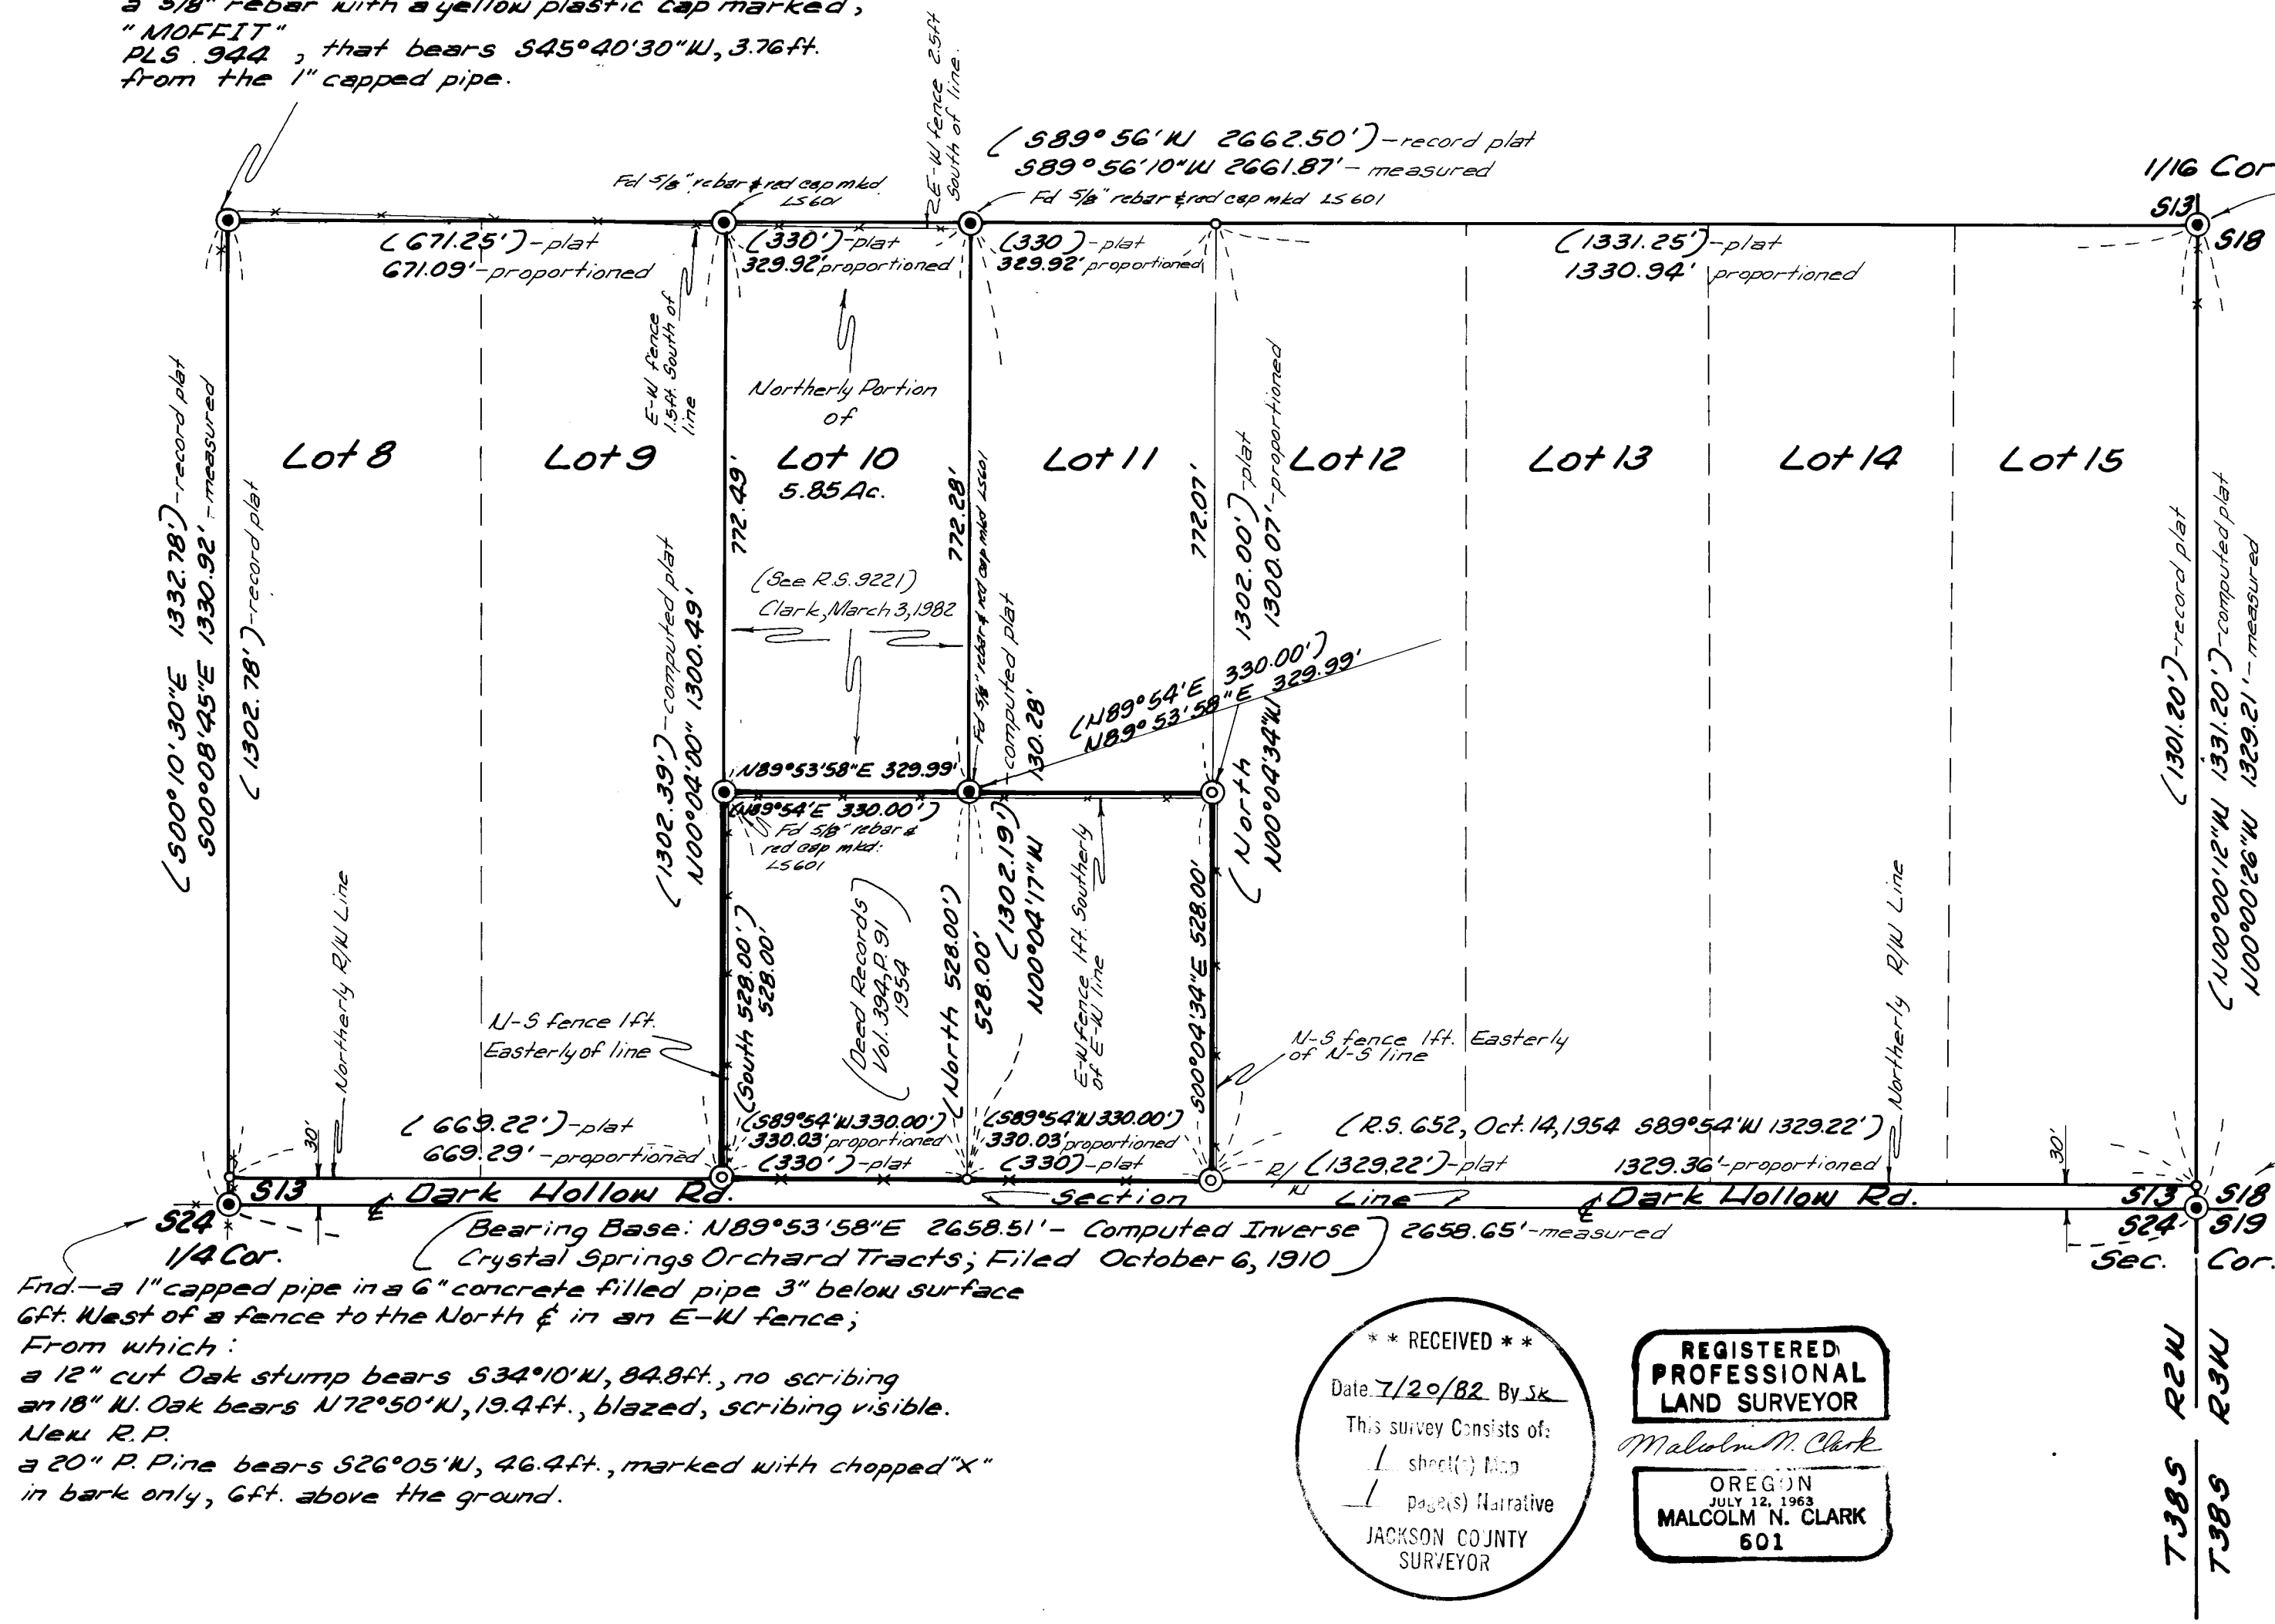 a 5/8" rebar with a yellow plastic cap marked,
"MOFFIT"
PLS 944 , that bears S45°40'30"W, 3.76ft.
from the 1" capped pipe.
E-W fence 2.5ft
South of line.
(S89°56'W 2662.50')-record plat
S89°56'10"W 2661.87'-measured
1/16 Cor
S13
S18
Fd 5/8" rebar & red cap mkd.
LS601
Fd 5/8" rebar & red cap mkd LS 601
(671.25')-plat
671.09'-proportioned
(330')-plat
329.92' proportioned
(330)-plat
329.92' proportioned
(1331.25')-plat
1330.94' proportioned
E-W fence
1.5ft. South of
line
Northerly Portion
of
Lot 8
Lot 9
Lot 10
5.85 Ac.
Lot 11
Lot 12
Lot 13
Lot 14
Lot 15
(S00°10'30"E 1332.78')-record plat
S00°08'45"E 1330.92'-measured
(1302.78')-record plat
772.49'
772.28'
Fd 5/8" rebar & red cap mkd LS601
772.07'
(1302.39')-computed plat
N00°04'00" 1300.49'
(See R.S. 9221)
Clark, March 3, 1982
(1302.19')-computed plat
N00°04'17"W 130.28'
(North 1302.00')-plat
N00°04'34"W 1300.07'-proportioned
(N89°54'E 330.00')
N89°53'58"E 329.99'
(1301.20')-record plat
(N00°00'12"W 1331.20')-computed plat
N00°00'26"W 1329.21'-measured
N89°53'58"E 329.99'
(N89°54'E 330.00')
Fd 5/8" rebar &
red cap mkd:
LS601
(South 528.00')
528.00'
(Deed Records
Vol. 394, P. 91
1954)
(North 528.00')
528.00'
E-W fence 1ft. Southerly
of E-W line
S00°04'34"E 528.00'
Northerly R/W Line
N-S fence 1ft.
Easterly of line
N-S fence 1ft. Easterly
of N-S line
Northerly R/W Line
(669.22')-plat
669.29'-proportioned
30'
(S89°54'W 330.00')
330.03' proportioned
(330')-plat
(S89°54'W 330.00')
330.03' proportioned
(330)-plat
(R.S. 652, Oct. 14, 1954 S89°54'W 1329.22')
R/W (1329.22')-plat
1329.36'-proportioned
30'
S13
S24
1/4 Cor.
℄ Dark Hollow Rd.
Section Line
℄ Dark Hollow Rd.
S13 S18
S24 S19
Sec. Cor.
(Bearing Base: N89°53'58"E 2658.51'- Computed Inverse
Crystal Springs Orchard Tracts; Filed October 6, 1910)
2658.65'-measured
Fnd.—a 1" capped pipe in a 6" concrete filled pipe 3" below surface
6ft. West of a fence to the North & in an E-W fence;
From which:
a 12" cut Oak stump bears S34°10'W, 84.8ft., no scribing
an 18" W. Oak bears N72°50'W, 19.4ft., blazed, scribing visible.
New R.P.
a 20" P. Pine bears S26°05'W, 46.4ft., marked with chopped "X"
in bark only, 6ft. above the ground.
* * RECEIVED * *
Date 7/20/82 By SK
This survey Consists of:
1 sheet(s) Map
1 page(s) Narrative
JACKSON COUNTY
SURVEYOR
REGISTERED
PROFESSIONAL
LAND SURVEYOR
Malcolm N. Clark
OREGON
JULY 12, 1963
MALCOLM N. CLARK
601
T38S R2W
T38S R3W